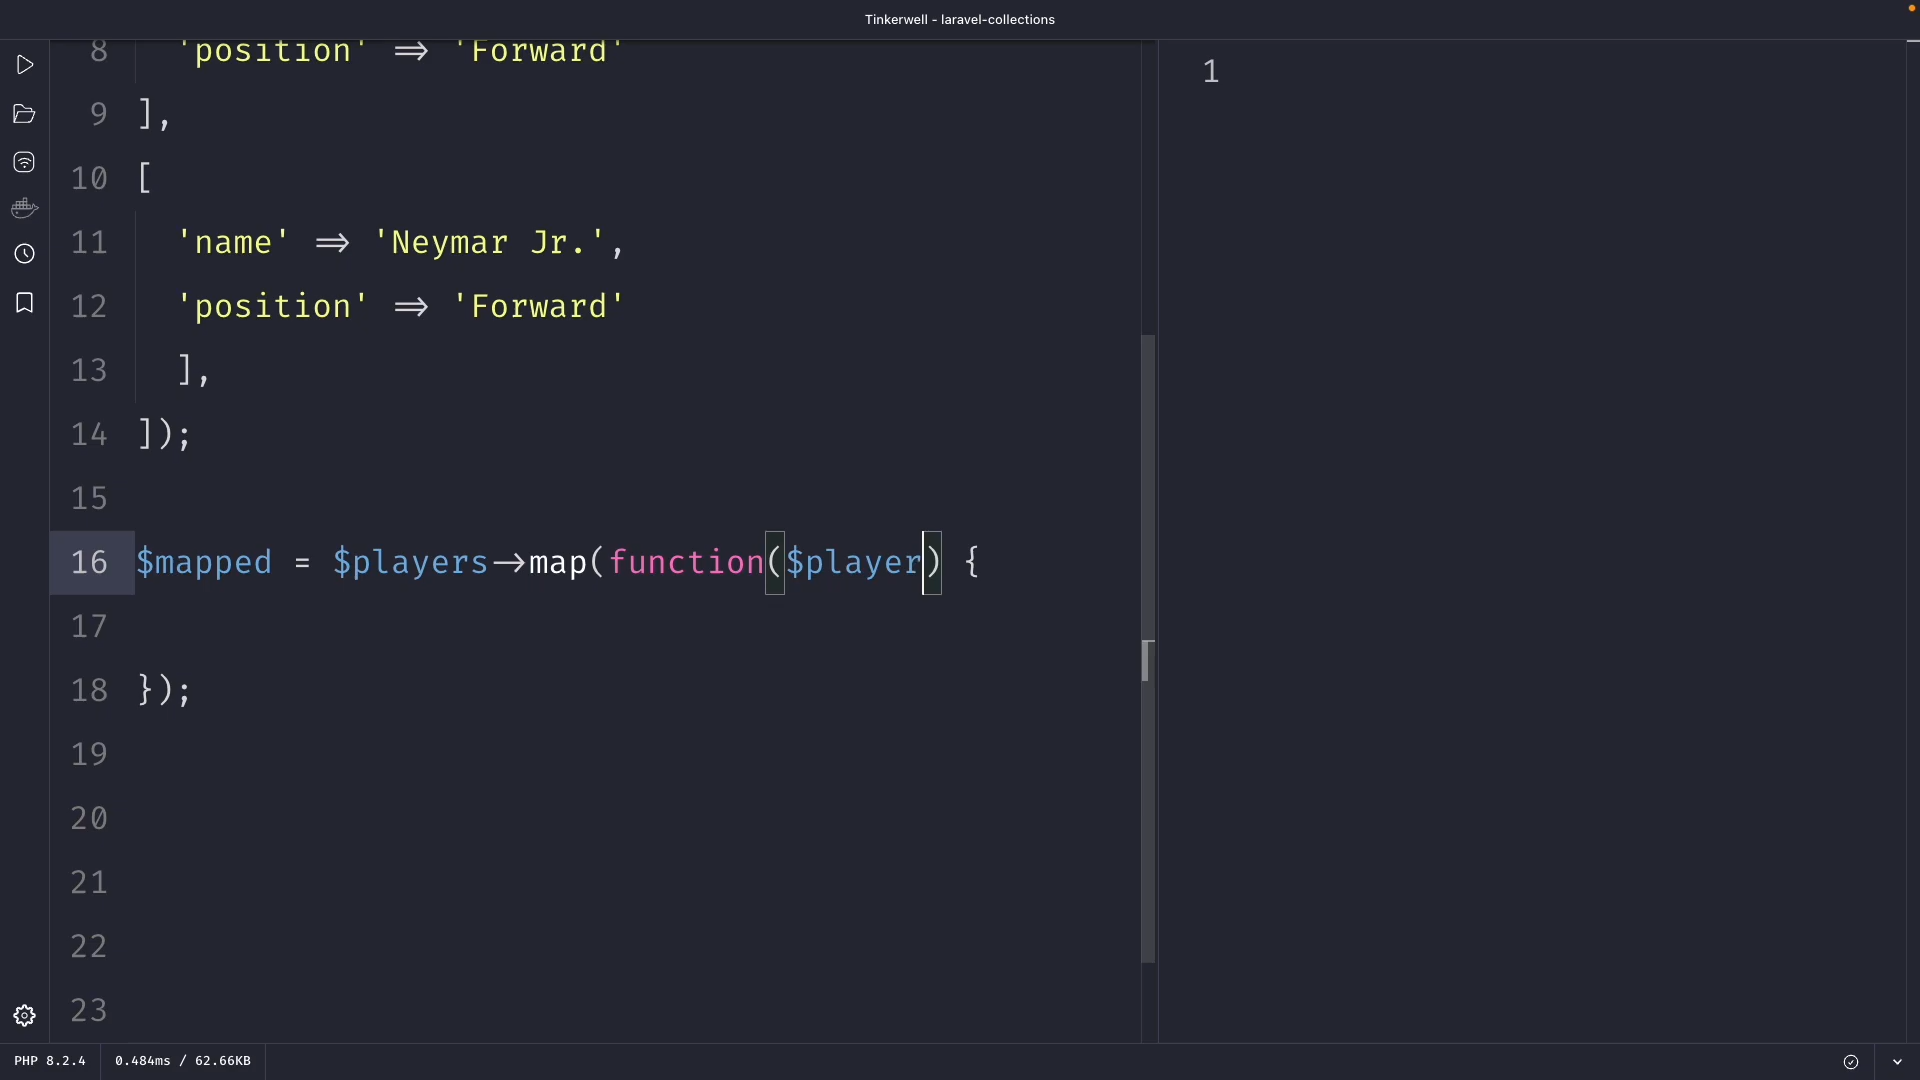 Tinkerwell - laravel-collections
8 'position' => 'Forward'
9 ],
10 [
11 'name' => 'Neymar Jr.',
12 'position' => 'Forward'
13 ],
14 ]);
15
16 $mapped = $players->map(function($player) {
17
18 });
19
20
21
22
23
1
PHP 8.2.4
0.484ms / 62.66KB